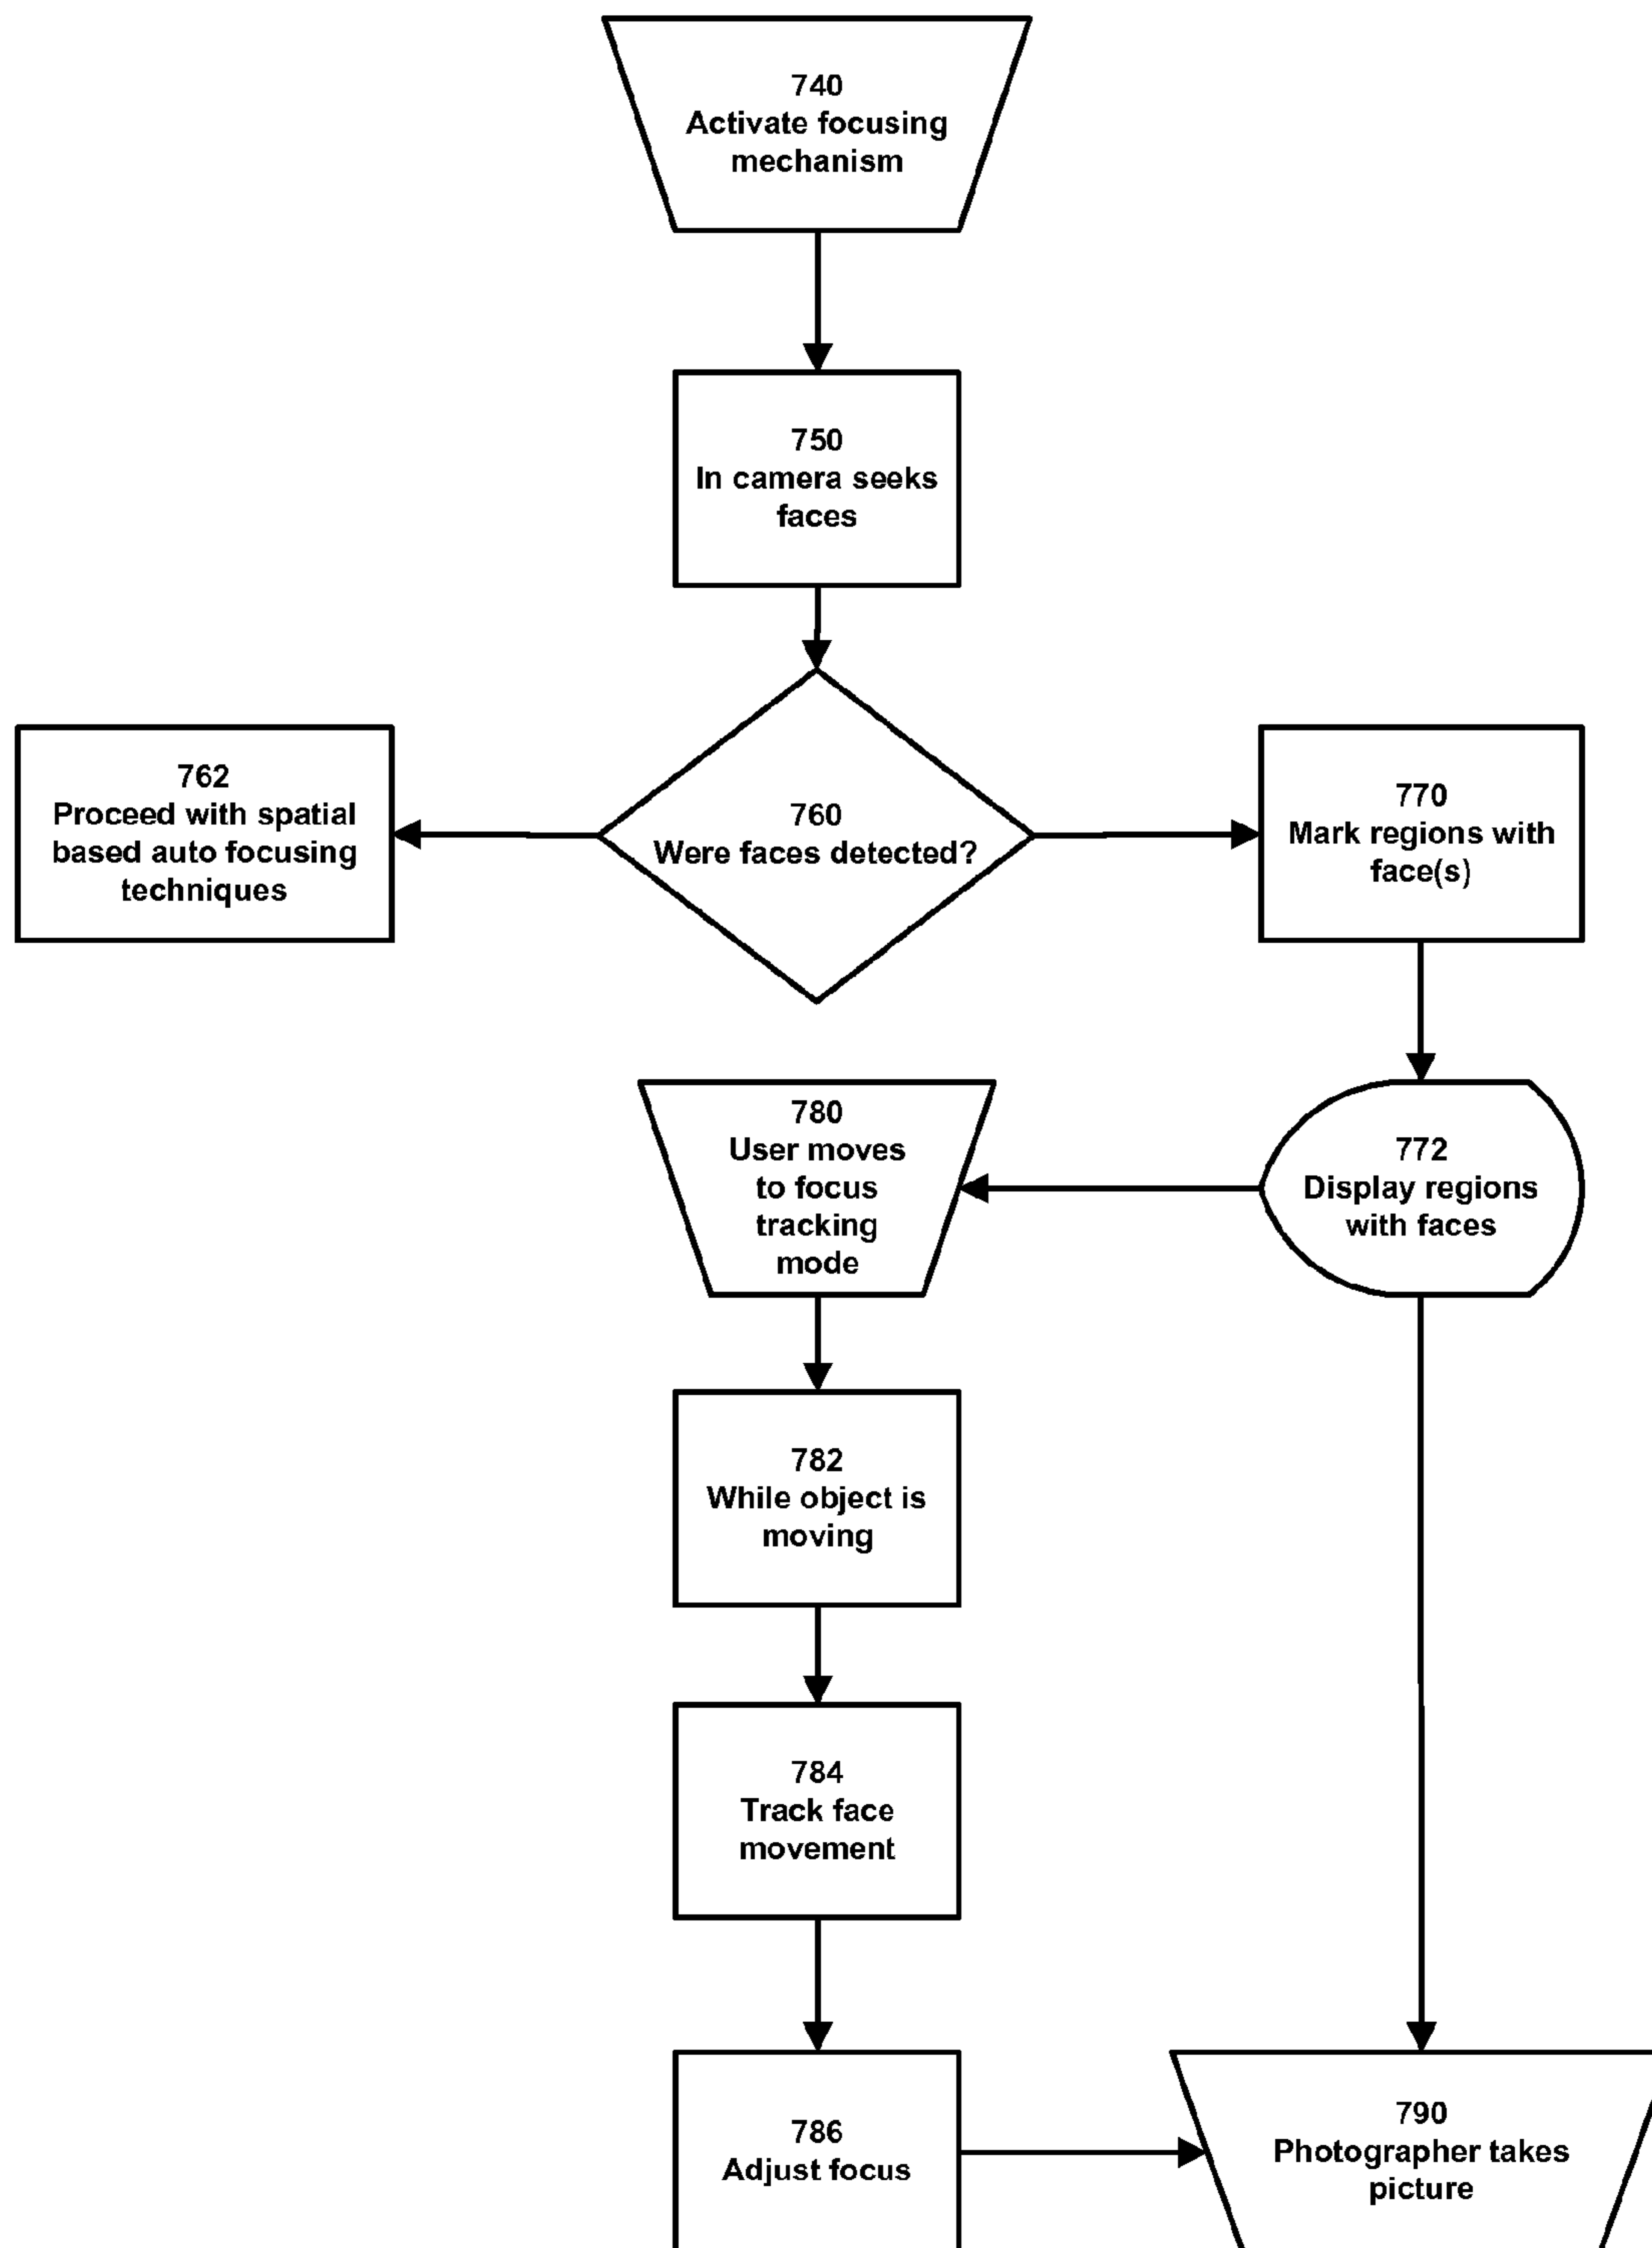 740
Activate focusing
mechanism
750
In camera seeks
faces
762
Proceed with spatial
based auto focusing
techniques
760
Were faces detected?
770
Mark regions with
face(s)
780
User moves
to focus
tracking
mode
772
Display regions
with faces
782
While object is
moving
784
Track face
movement
786
Adjust focus
790
Photographer takes
picture